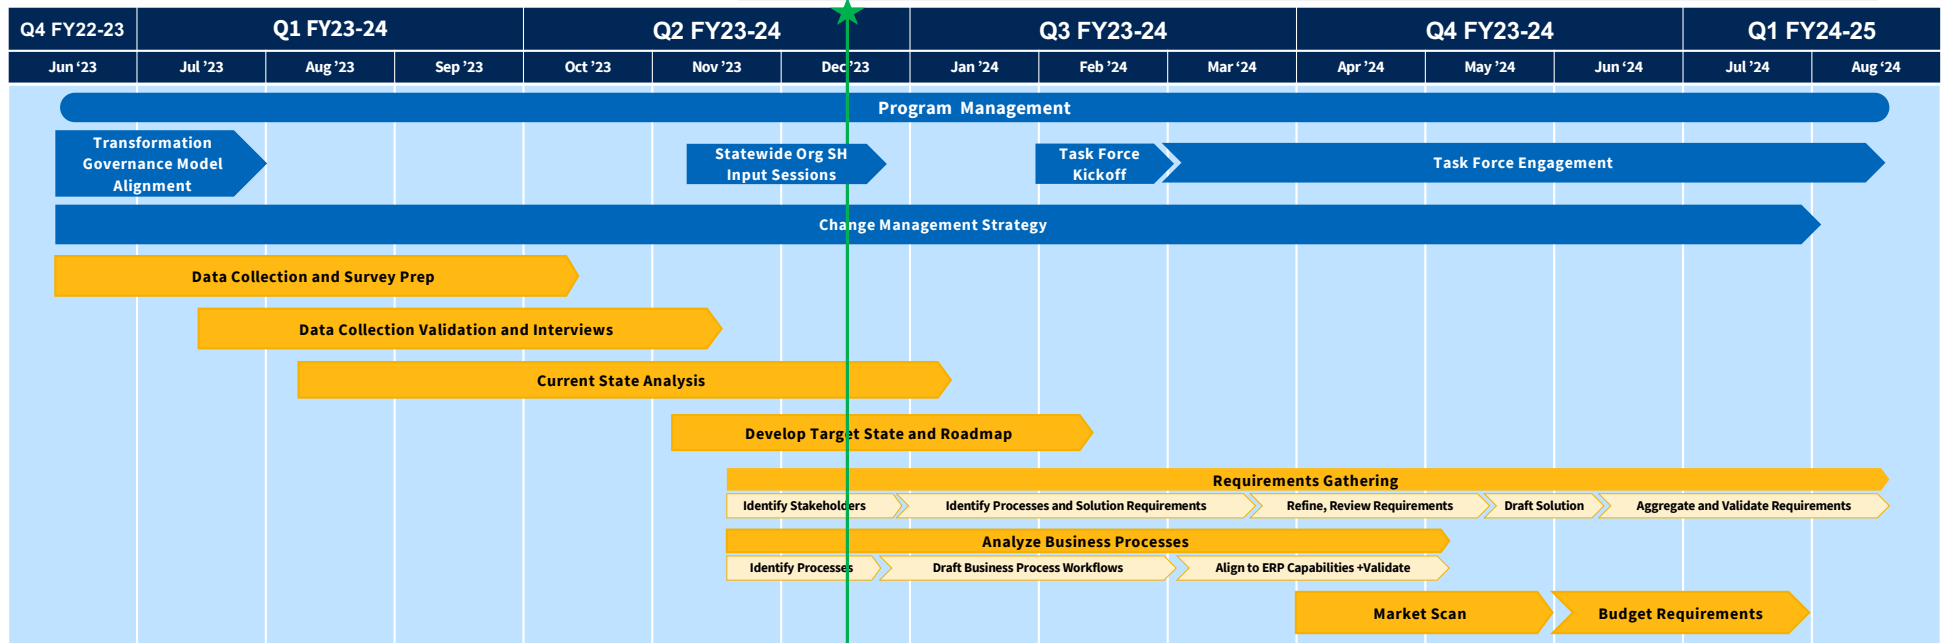 Q4 FY22-23
Q1 FY23-24
Q2 FY23-24
Q3 FY23-24
Q4 FY23-24
Q1 FY24-25
Jun ‘23
Jul ’23
Aug ’23
Sep ’23
Oct ’23
Nov ’23
Dec ’23
Jan ’24
Feb ’24
Mar ‘24
Apr ’24
May ‘24
Jun ‘24
Jul ’24
Aug ‘24
Program Management
Transformation
Governance Model
Alignment
Statewide Org SH
Input Sessions
Task Force
Kickoff
Task Force Engagement
Change Management Strategy
Data Collection and Survey Prep
Data Collection Validation and Interviews
Current State Analysis
Develop Target State and Roadmap
Requirements Gathering
Identify Stakeholders
Identify Processes and Solution Requirements
Refine, Review Requirements
Draft Solution
Aggregate and Validate Requirements
Analyze Business Processes
Identify Processes
Draft Business Process Workflows
Align to ERP Capabilities +Validate
Market Scan
Budget Requirements